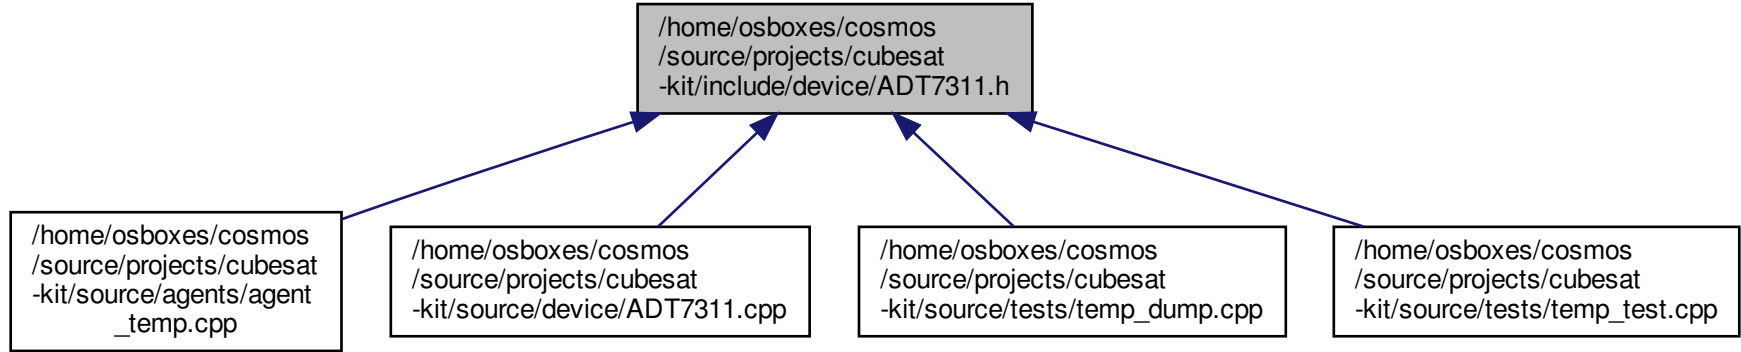 /home/osboxes/cosmos
/source/projects/cubesat
-kit/include/device/ADT7311.h
/home/osboxes/cosmos
/source/projects/cubesat
-kit/source/agents/agent
_temp.cpp
/home/osboxes/cosmos
/source/projects/cubesat
-kit/source/device/ADT7311.cpp
/home/osboxes/cosmos
/source/projects/cubesat
-kit/source/tests/temp_dump.cpp
/home/osboxes/cosmos
/source/projects/cubesat
-kit/source/tests/temp_test.cpp